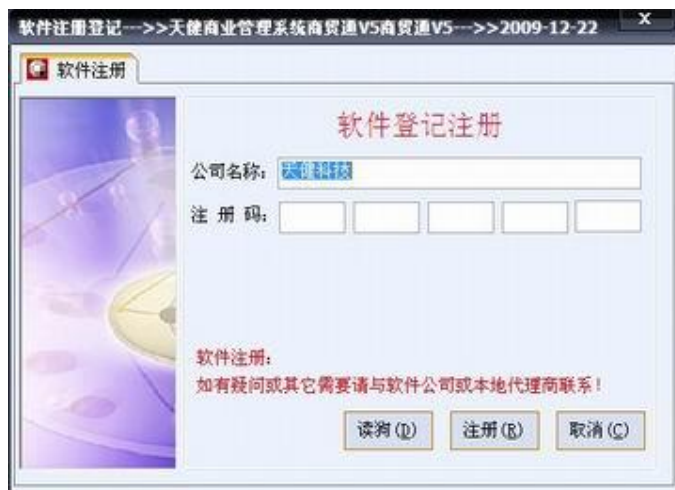 软件注册登记--->>天健商业管理系统商贸通V5商贸通V5--->>2009-12-22
软件注册
软件登记注册
公司名称: 天健科技
注 册 码:
软件注册:
如有疑问或其它需要请与软件公司或本地代理商联系!
读狗(D) 注册(R) 取消(C)